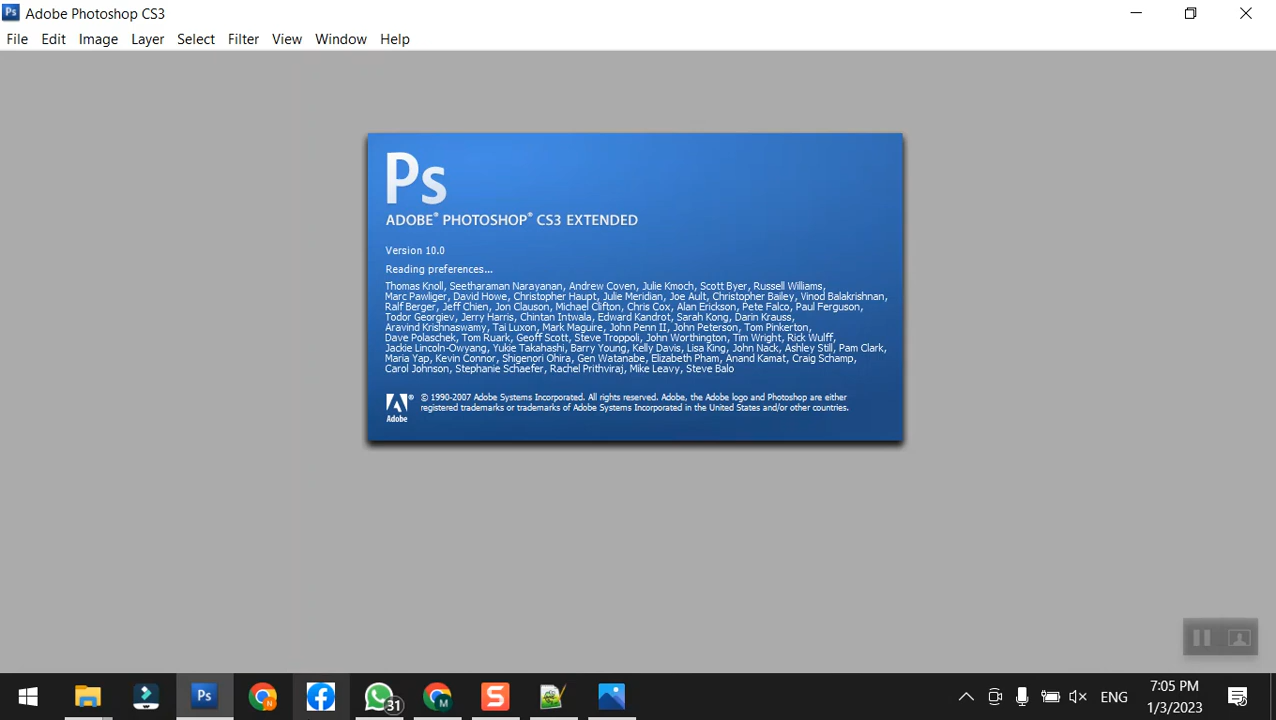 Ps Adobe Photoshop CS3
File Edit Image Layer Select Filter View Window Help
Ps
ADOBE® PHOTOSHOP® CS3 EXTENDED
Version 10.0
Reading preferences...
Thomas Knoll, Seetharaman Narayanan, Andrew Coven, Julie Kmoch, Scott Byer, Russell Williams,
Marc Pawliger, David Howe, Christopher Haupt, Julie Meridian, Joe Ault, Christopher Bailey, Vinod Balakrishnan,
Ralf Berger, Jeff Chien, Jon Clauson, Michael Clifton, Chris Cox, Alan Erickson, Pete Falco, Paul Ferguson,
Todor Georgiev, Jerry Harris, Chintan Intwala, Edward Kandrot, Sarah Kong, Darin Krauss,
Aravind Krishnaswamy, Tai Luxon, Mark Maguire, John Penn II, John Peterson, Tom Pinkerton,
Dave Polaschek, Tom Ruark, Geoff Scott, Steve Troppoli, John Worthington, Tim Wright, Rick Wulff,
Jackie Lincoln-Owyang, Yukie Takahashi, Barry Young, Kelly Davis, Lisa King, John Nack, Ashley Still, Pam Clark,
Maria Yap, Kevin Connor, Shigenori Ohira, Gen Watanabe, Elizabeth Pham, Anand Kamat, Craig Schamp,
Carol Johnson, Stephanie Schaefer, Rachel Prithviraj, Mike Leavy, Steve Balo
© 1990-2007 Adobe Systems Incorporated. All rights reserved. Adobe, the Adobe logo and Photoshop are either
registered trademarks or trademarks of Adobe Systems Incorporated in the United States and/or other countries.
Adobe
Ps N 31 M S ENG 7:05 PM
1/3/2023